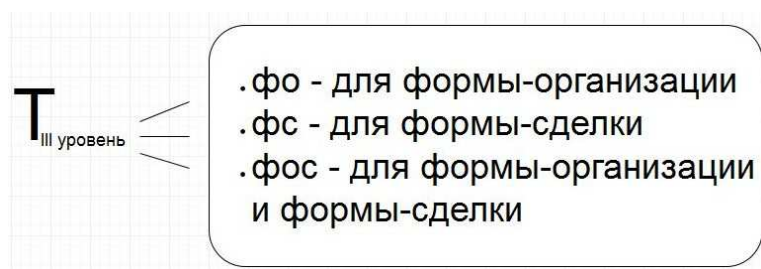 Т
III уровень
. фо - для формы-организации
. фс - для формы-сделки
. фос - для формы-организации
и формы-сделки